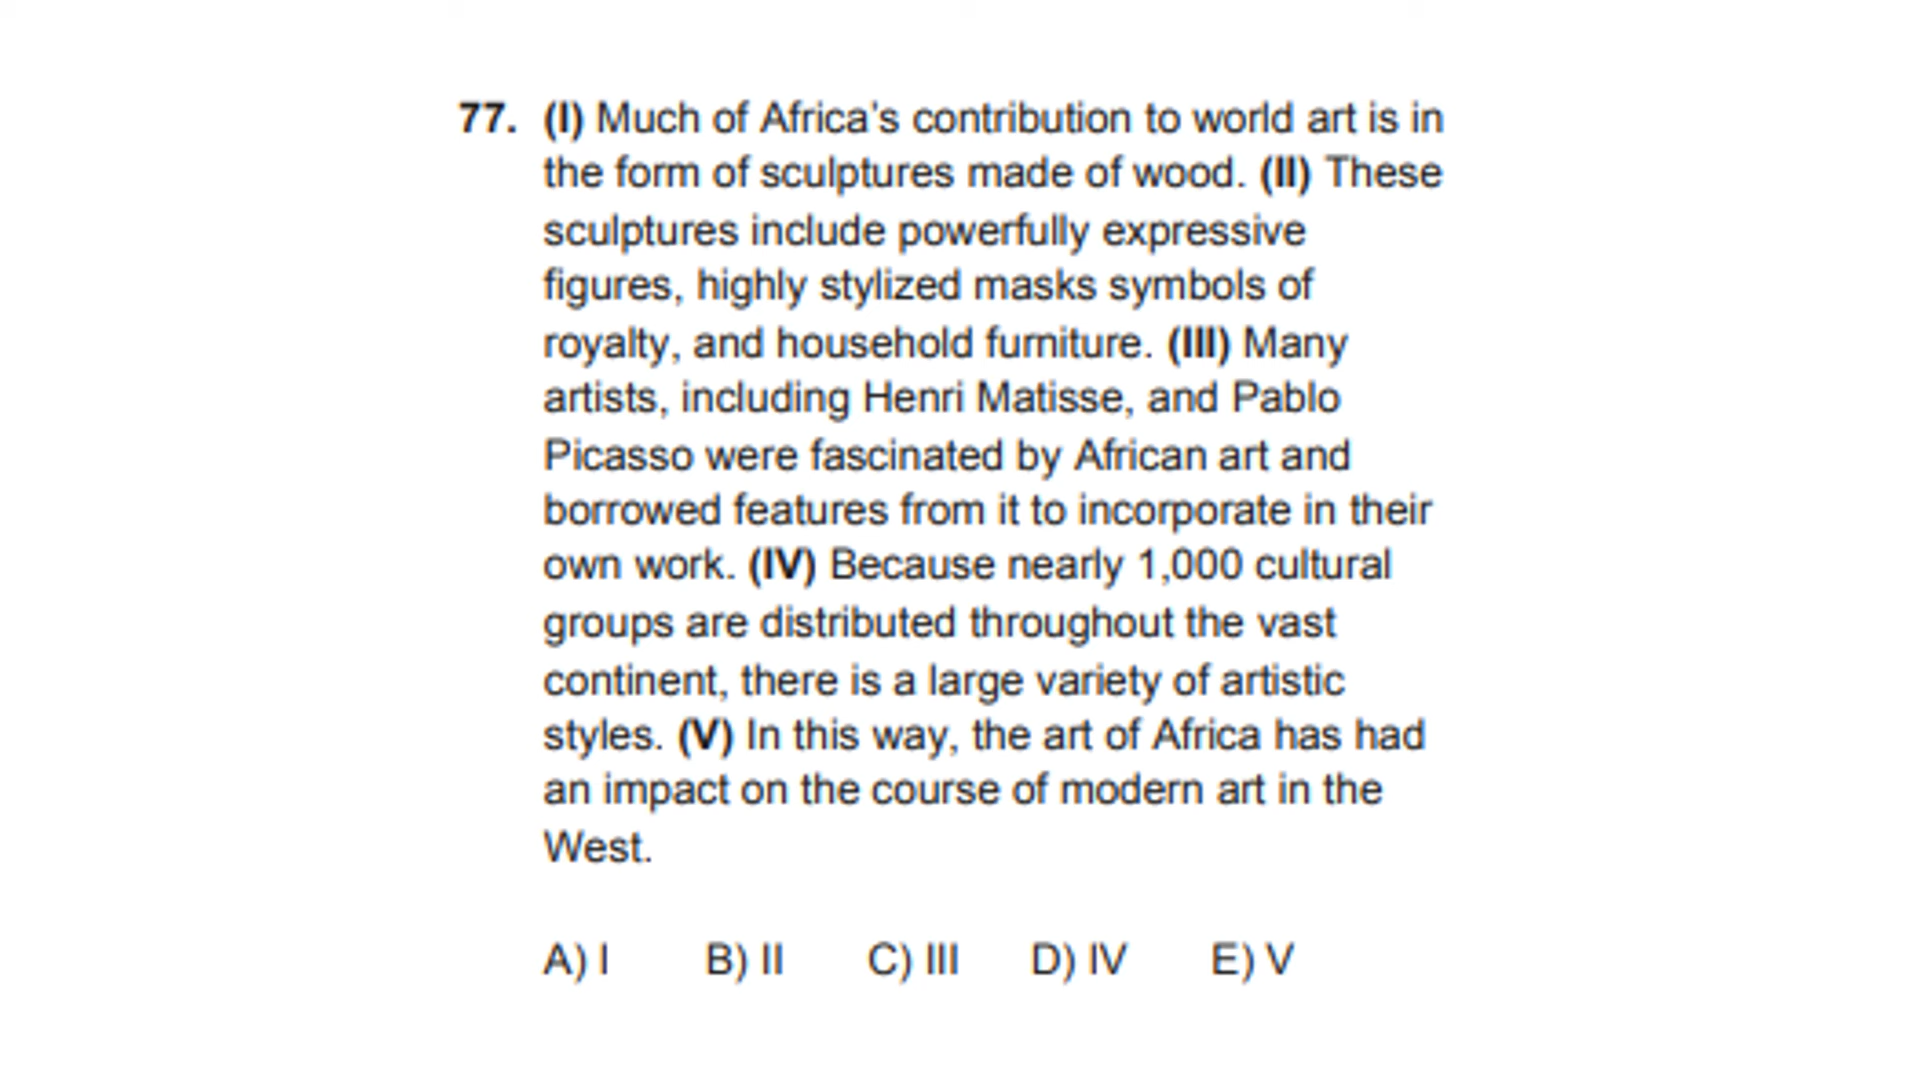 77. (I) Much of Africa's contribution to world art is in
the form of sculptures made of wood. (II) These
sculptures include powerfully expressive
figures, highly stylized masks symbols of
royalty, and household furniture. (III) Many
artists, including Henri Matisse, and Pablo
Picasso were fascinated by African art and
borrowed features from it to incorporate in their
own work. (IV) Because nearly 1,000 cultural
groups are distributed throughout the vast
continent, there is a large variety of artistic
styles. (V) In this way, the art of Africa has had
an impact on the course of modern art in the
West.
A) I B) II C) III D) IV E) V